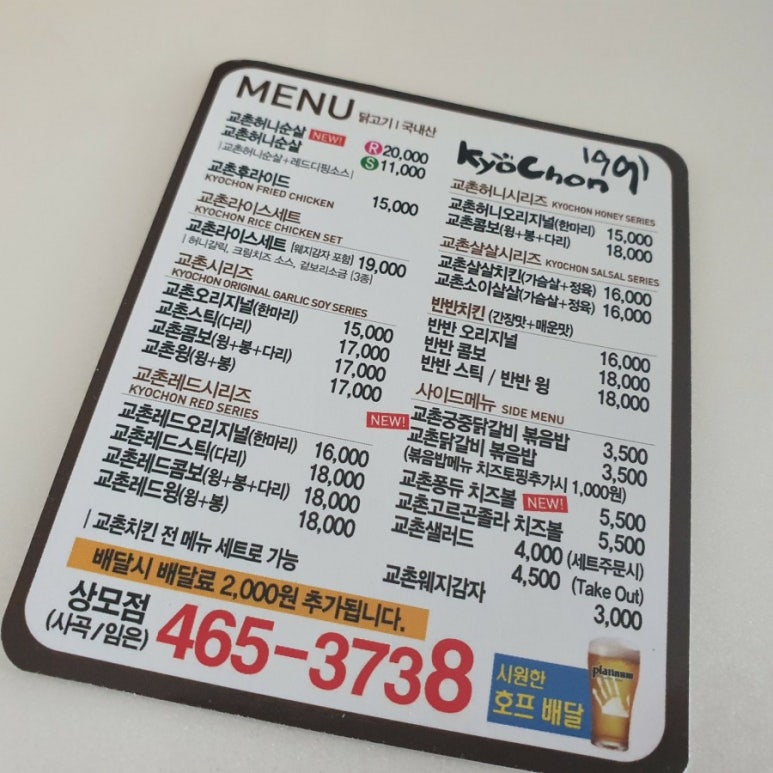 MENU 닭고기 | 국내산
교촌허니순살 NEW! R 20,000
교촌허니순살 S 11,000
|교촌허니순살+레드디핑소스|
교촌후라이드 15,000
KYOCHON FRIED CHICKEN
교촌라이스세트
KYOCHON RICE CHICKEN SET
교촌라이스세트 [웨지감자 포함] 19,000
| 허니갈릭, 크림치즈 소스, 겉보리소금 [3종]
교촌시리즈
KYOCHON ORIGINAL GARLIC SOY SERIES
교촌오리지널(한마리) 15,000
교촌스틱(다리) 17,000
교촌콤보(윙+봉+다리) 17,000
교촌윙(윙+봉) 17,000
교촌레드시리즈
KYOCHON RED SERIES
교촌레드오리지널(한마리) 16,000
교촌레드스틱(다리) 18,000
교촌레드콤보(윙+봉+다리) 18,000
교촌레드윙(윙+봉) 18,000
| 교촌치킨 전 메뉴 세트로 가능
Kyochon 1991
교촌허니시리즈 KYOCHON HONEY SERIES
교촌허니오리지널(한마리) 15,000
교촌콤보(윙+봉+다리) 18,000
교촌살살시리즈 KYOCHON SALSAL SERIES
교촌살살치킨(가슴살+정육) 16,000
교촌소이살살(가슴살+정육) 16,000
반반치킨 (간장맛+매운맛)
반반 오리지널 16,000
반반 콤보 18,000
반반 스틱 / 반반 윙 18,000
사이드메뉴 SIDE MENU
NEW! 교촌궁중닭갈비 볶음밥 3,500
교촌닭갈비 볶음밥 3,500
(볶음밥메뉴 치즈토핑추가시 1,000원)
교촌퐁듀 치즈볼 NEW! 5,500
교촌고르곤졸라 치즈볼 5,500
교촌샐러드 4,000 (세트주문시)
4,500 (Take Out)
교촌웨지감자 3,000
배달시 배달료 2,000원 추가됩니다.
상모점
(사곡/임은)
465-3738
시원한
호프 배달
platinum